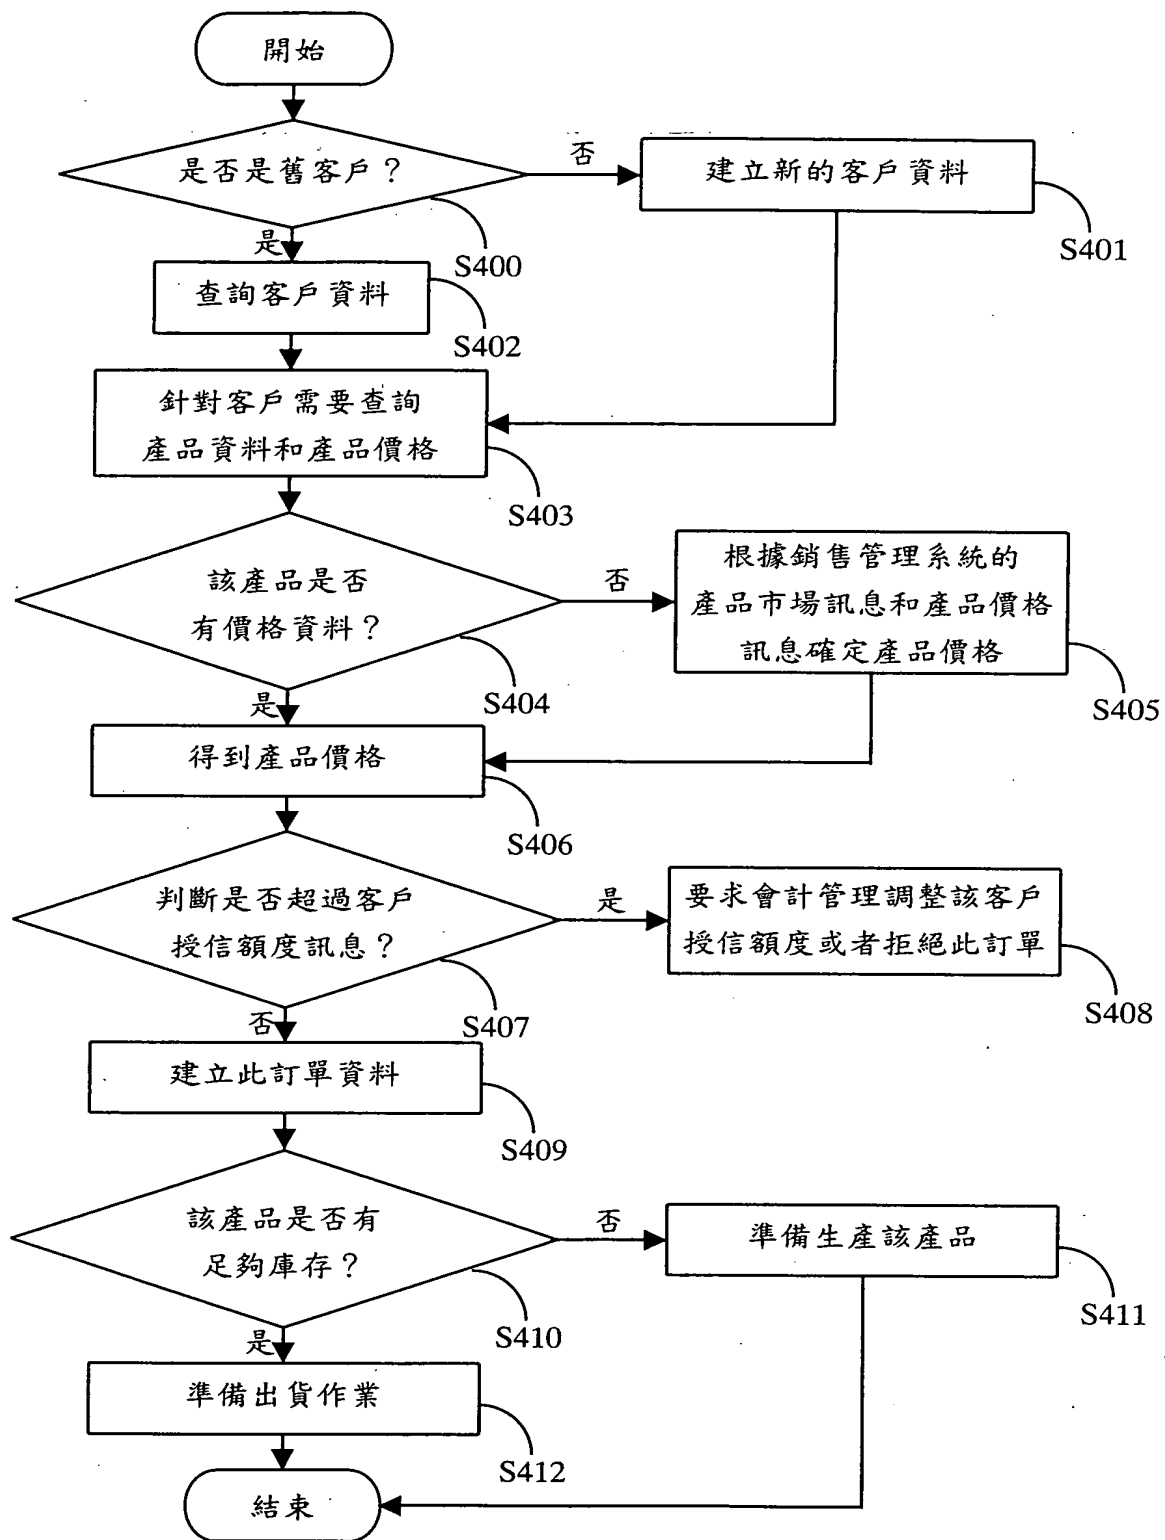 開始
是否是舊客戶？
否
建立新的客戶資料
S401
S400
是
查詢客戶資料
S402
針對客戶需要查詢
產品資料和產品價格
S403
該產品是否
有價格資料？
否
根據銷售管理系統的
產品市場訊息和產品價格
訊息確定產品價格
S405
S404
是
得到產品價格
S406
判斷是否超過客戶
授信額度訊息？
是
要求會計管理調整該客戶
授信額度或者拒絕此訂單
S408
S407
否
建立此訂單資料
S409
該產品是否有
足夠庫存？
否
準備生產該產品
S411
S410
是
準備出貨作業
S412
結束